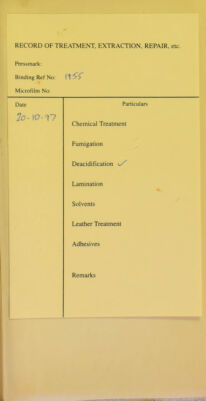 RECORD OF TREATMENT, EXTRACTION, REPAIR, etc.
Pressmark:
Binding Ref No: 1955
Microfilm No:
Date Particulars
20-10-97
Chemical Treatment
Fumigation
Deacidification ✓
Lamination
Solvents
Leather Treatment
Adhesives
Remarks